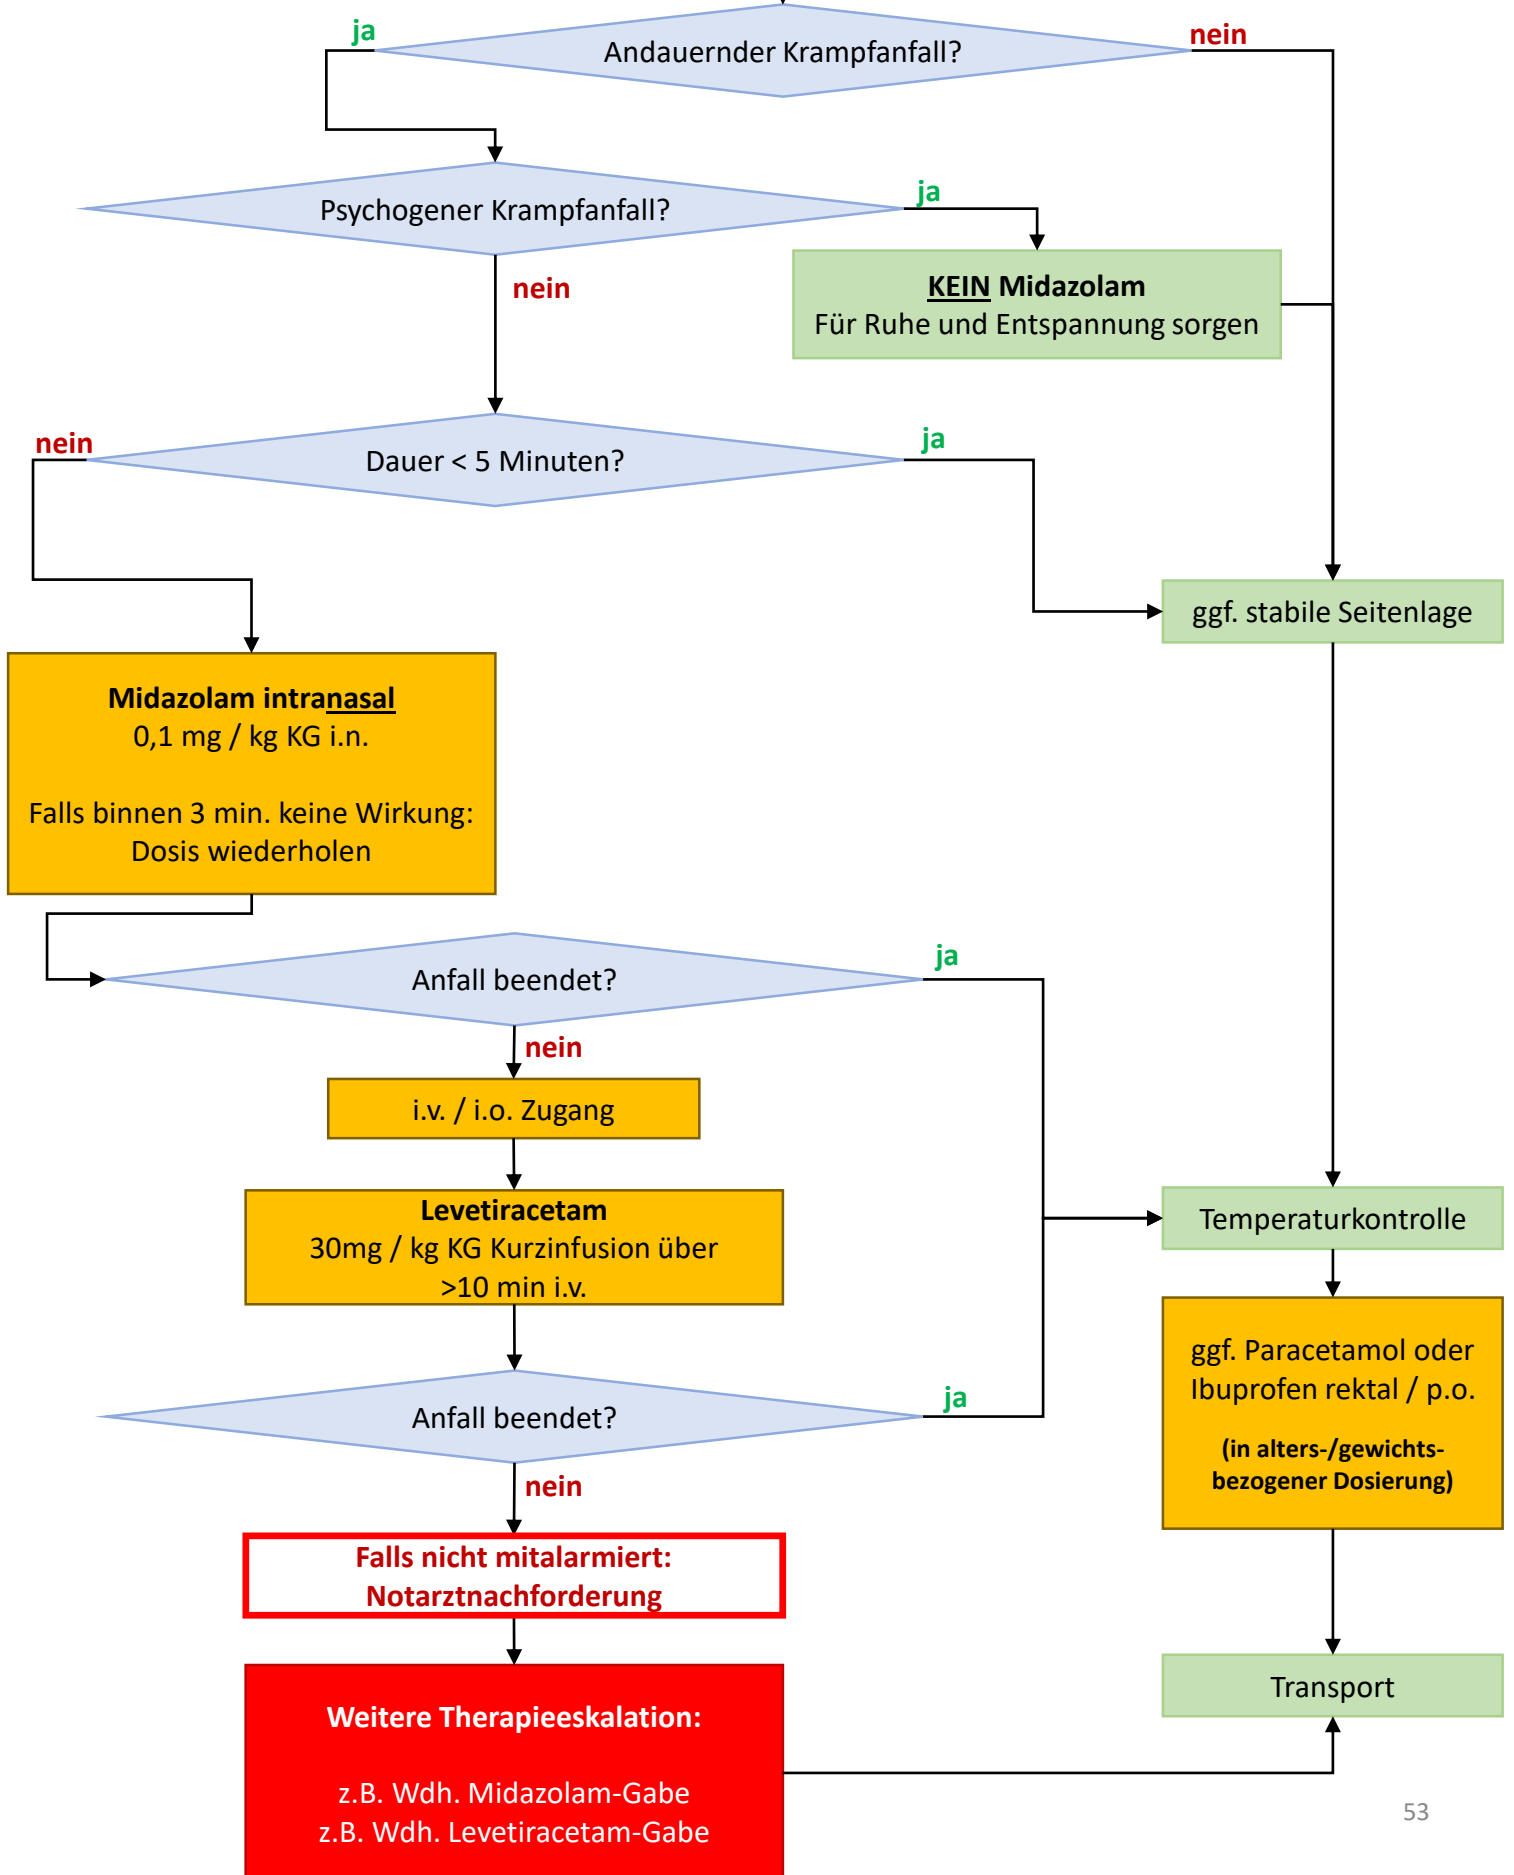 ja
Andauernder Krampfanfall?
nein
Psychogener Krampfanfall?
ja
nein
KEIN Midazolam
Für Ruhe und Entspannung sorgen
nein
Dauer < 5 Minuten?
ja
ggf. stabile Seitenlage
Midazolam intranasal
0,1 mg / kg KG i.n.
Falls binnen 3 min. keine Wirkung:
Dosis wiederholen
Anfall beendet?
ja
nein
i.v. / i.o. Zugang
Levetiracetam
30mg / kg KG Kurzinfusion über
>10 min i.v.
Temperaturkontrolle
ggf. Paracetamol oder
Ibuprofen rektal / p.o.
(in alters-/gewichts-
bezogener Dosierung)
Anfall beendet?
ja
nein
Falls nicht mitalarmiert:
Notarztnachforderung
Weitere Therapieeskalation:
z.B. Wdh. Midazolam-Gabe
z.B. Wdh. Levetiracetam-Gabe
Transport
53